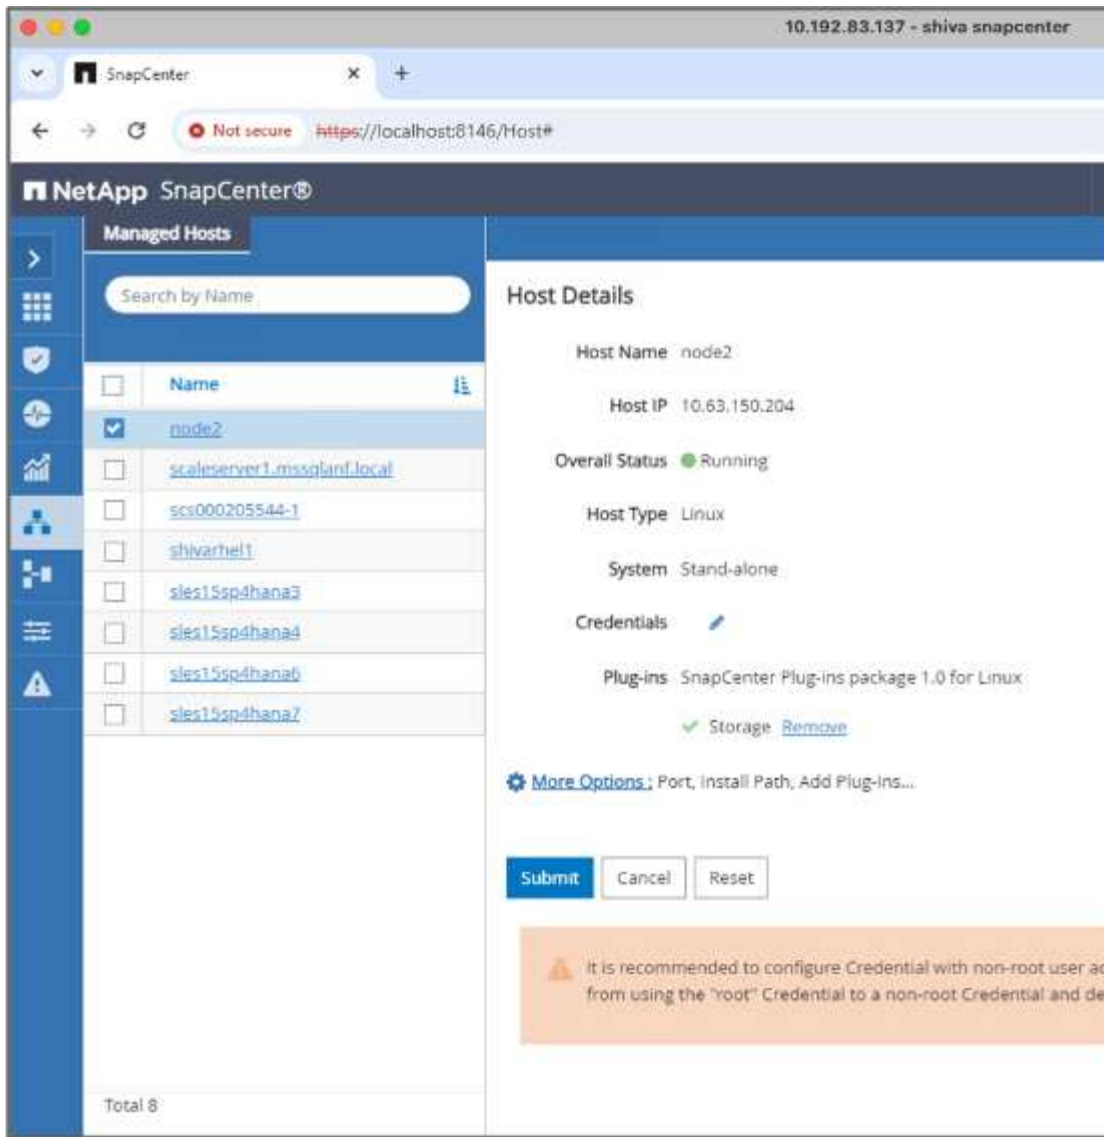 10.192.83.137 - shiva snapcenter
SnapCenter
Not secure https://localhost:8146/Host#
NetApp SnapCenter®
Managed Hosts
Search by Name
Name
node2
scaleserver1.mssqlanf.local
scs000205544-1
shivarhel1
sles15sp4hana3
sles15sp4hana4
sles15sp4hana6
sles15sp4hana7
Total 8
Host Details
Host Name node2
Host IP 10.63.150.204
Overall Status Running
Host Type Linux
System Stand-alone
Credentials
Plug-ins SnapCenter Plug-ins package 1.0 for Linux
Storage Remove
More Options : Port, Install Path, Add Plug-Ins...
Submit Cancel Reset
It is recommended to configure Credential with non-root user ac
from using the "root" Credential to a non-root Credential and de